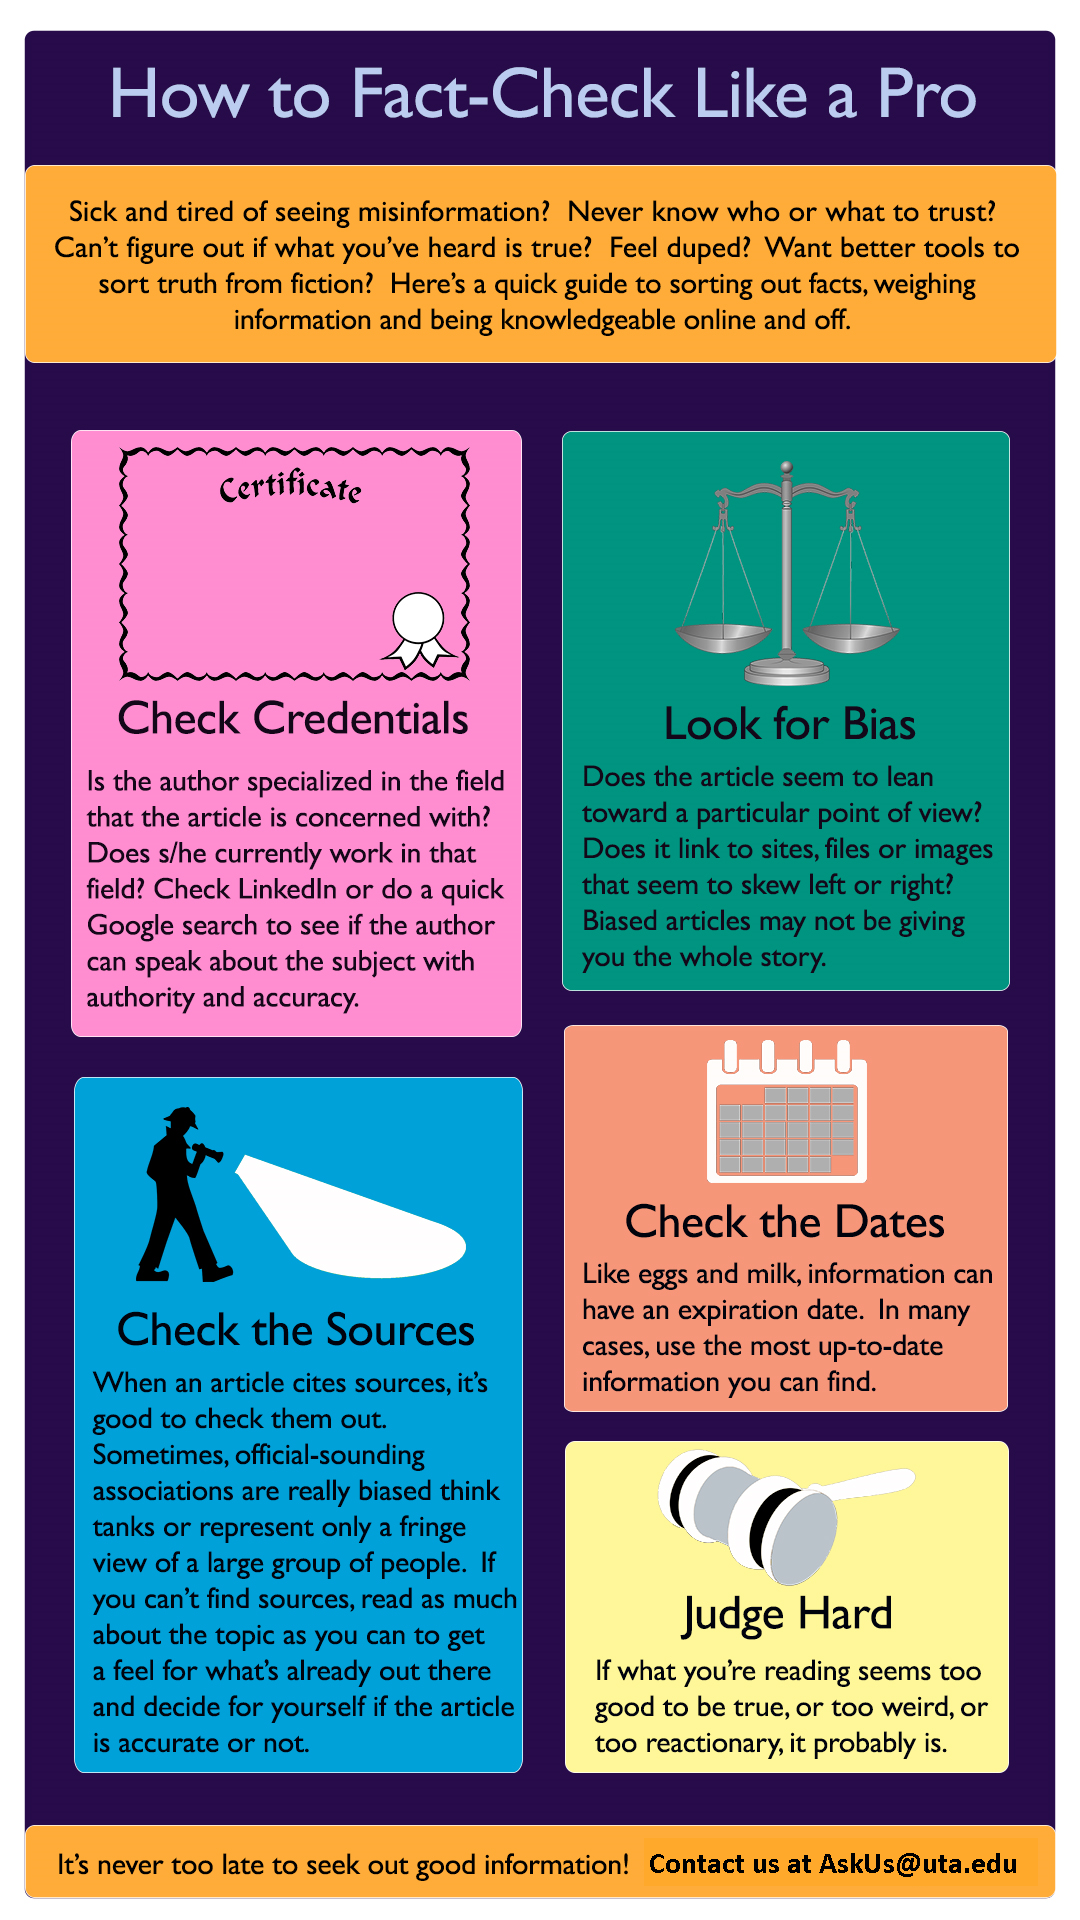 How to Fact-Check Like a Pro
Sick and tired of seeing misinformation? Never know who or what to trust?
Can't figure out if what you've heard is true? Feel duped? Want better tools to
sort truth from fiction? Here's a quick guide to sorting out facts, weighing
information and being knowledgeable online and off.
Certificate
Check Credentials
Is the author specialized in the field
that the article is concerned with?
Does s/he currently work in that
field? Check LinkedIn or do a quick
Google search to see if the author
can speak about the subject with
authority and accuracy.
Look for Bias
Does the article seem to lean
toward a particular point of view?
Does it link to sites, files or images
that seem to skew left or right?
Biased articles may not be giving
you the whole story.
Check the Sources
When an article cites sources, it's
good to check them out.
Sometimes, official-sounding
associations are really biased think
tanks or represent only a fringe
view of a large group of people. If
you can't find sources, read as much
about the topic as you can to get
a feel for what's already out there
and decide for yourself if the article
is accurate or not.
Check the Dates
Like eggs and milk, information can
have an expiration date. In many
cases, use the most up-to-date
information you can find.
Judge Hard
If what you're reading seems too
good to be true, or too weird, or
too reactionary, it probably is.
It's never too late to seek out good information! Contact us at AskUs@uta.edu